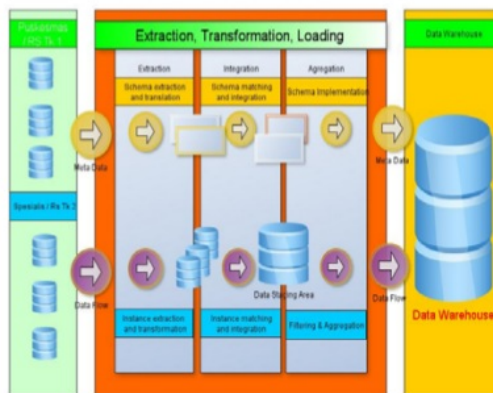 Puskesmas
/ RS Tk 1
Extraction, Transformation, Loading
Data Warehouse
Extraction
Integration
Agregation
Schema extraction
and translation
Schema matching
and integration
Schema Implementation
Meta Data
Meta Data
Spesialis / Rs Tk 2
Data Flow
Data Staging Area
Data Flow
Instance extraction
and transformation
Instance matching
and integration
Filtering & Aggregation
Data Warehouse